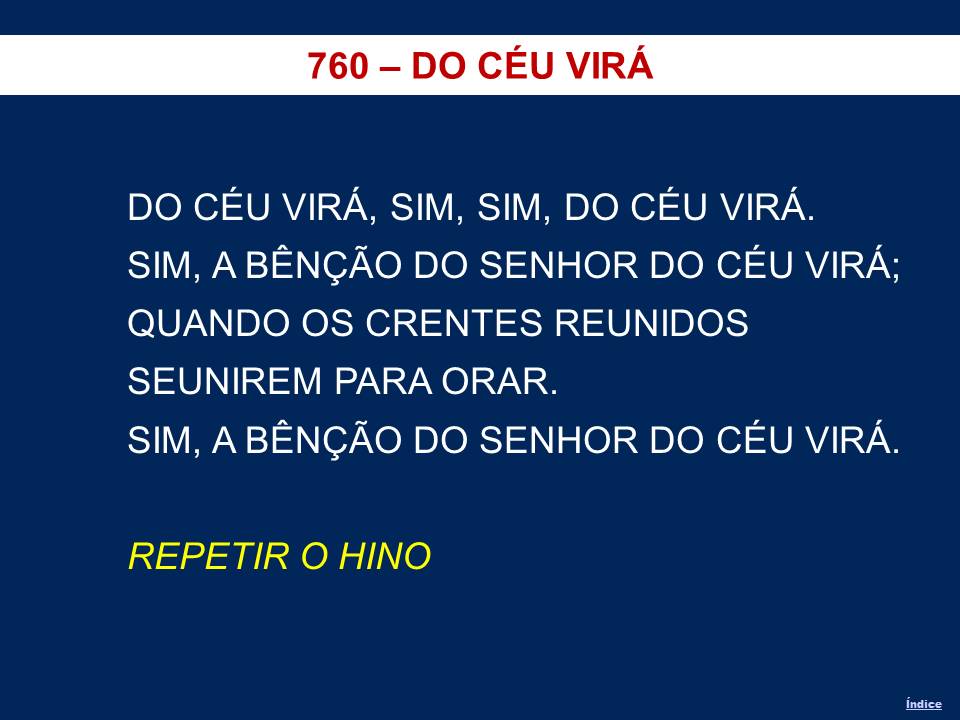 760 – DO CÉU VIRÁ
DO CÉU VIRÁ, SIM, SIM, DO CÉU VIRÁ.
SIM, A BÊNÇÃO DO SENHOR DO CÉU VIRÁ;
QUANDO OS CRENTES REUNIDOS
SEUNIREM PARA ORAR.
SIM, A BÊNÇÃO DO SENHOR DO CÉU VIRÁ.
REPETIR O HINO
Índice